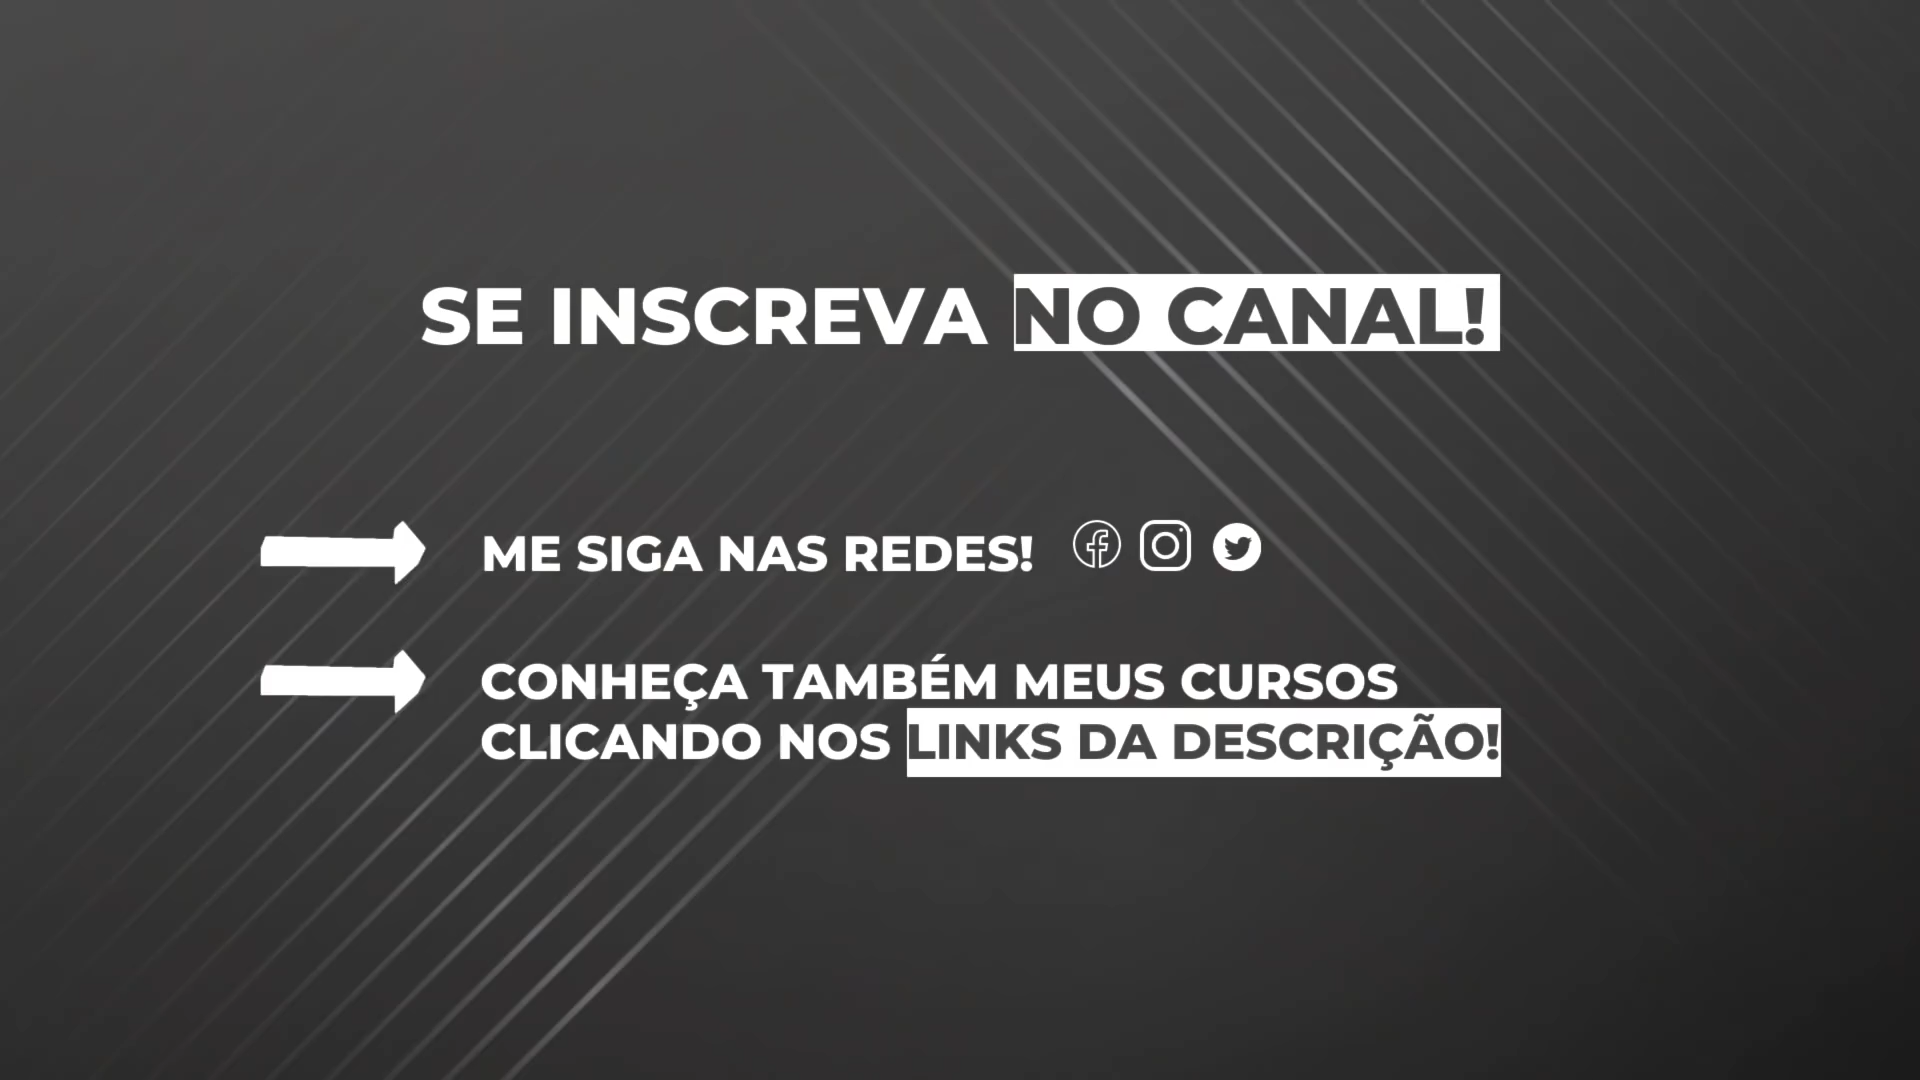 SE INSCREVA NO CANAL!
ME SIGA NAS REDES!
CONHEÇA TAMBÉM MEUS CURSOS
CLICANDO NOS LINKS DA DESCRIÇÃO!